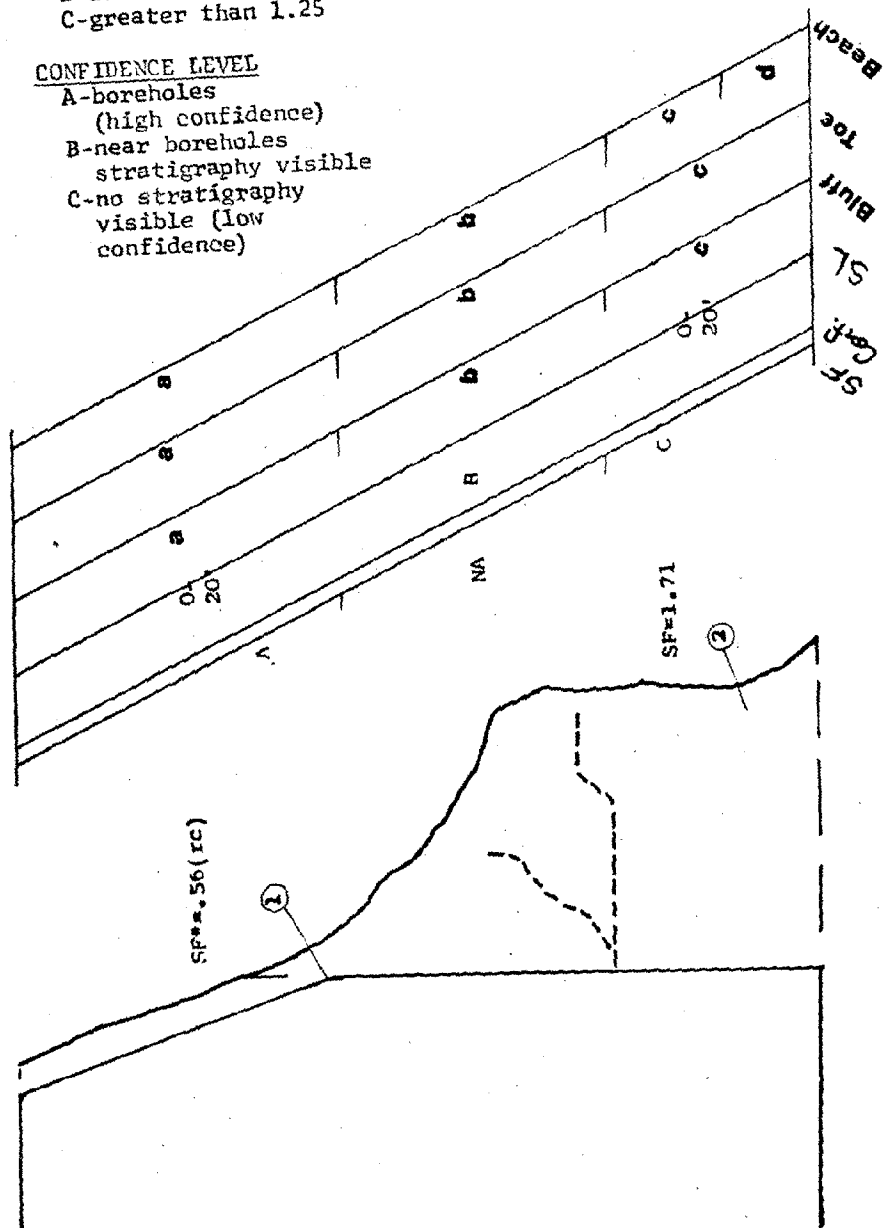 C-greater than 1.25
CONFIDENCE LEVEL
A-boreholes
(high confidence)
B-near boreholes
stratigraphy visible
C-no stratigraphy
visible (low
confidence)
Beach
Toe
Bluff
SL
Conf.
SF
a
b
c
d
a
b
c
a
b
c
0-
20'
0-
20'
A
B
C
NA
SF*=.56(rc)
1
SF=1.71
2